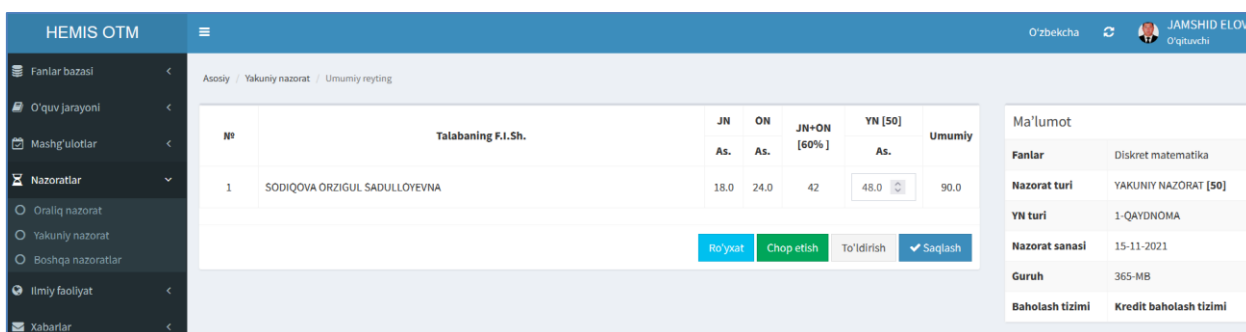 HEMIS OTM
O'zbekcha
JAMSHID ELOV
O'qituvchi
Fanlar bazasi
O'quv jarayoni
Mashg'ulotlar
Nazoratlar
Oraliq nazorat
Yakuniy nazorat
Boshqa nazoratlar
Ilmiy faoliyat
Xabarlar
Asosiy / Yakuniy nazorat / Umumiy reyting
№ Talabaning F.I.Sh. JN ON JN+ON [60% ] YN [50] Umumiy
As. As. As.
1 SODIQOVA ORZIGUL SADULLOYEVNA 18.0 24.0 42 48.0 90.0
Ro'yxat Chop etish To'ldirish Saqlash
Ma'lumot
Fanlar Diskret matematika
Nazorat turi YAKUNIY NAZORAT [50]
YN turi 1-QAYDNOMA
Nazorat sanasi 15-11-2021
Guruh 365-MB
Baholash tizimi Kredit baholash tizimi